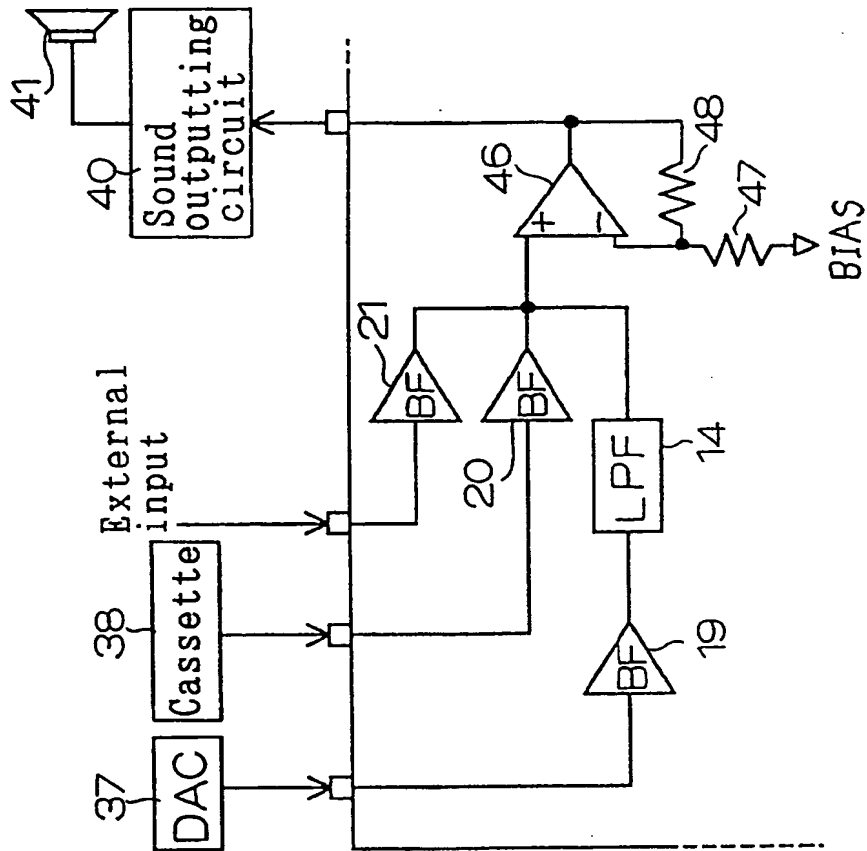 41
40
Sound
outputting
circuit
External
input
38
Cassette
37
DAC
21
BF
20
BF
19
BF
14
LPF
46
+
−
48
47
BIAS